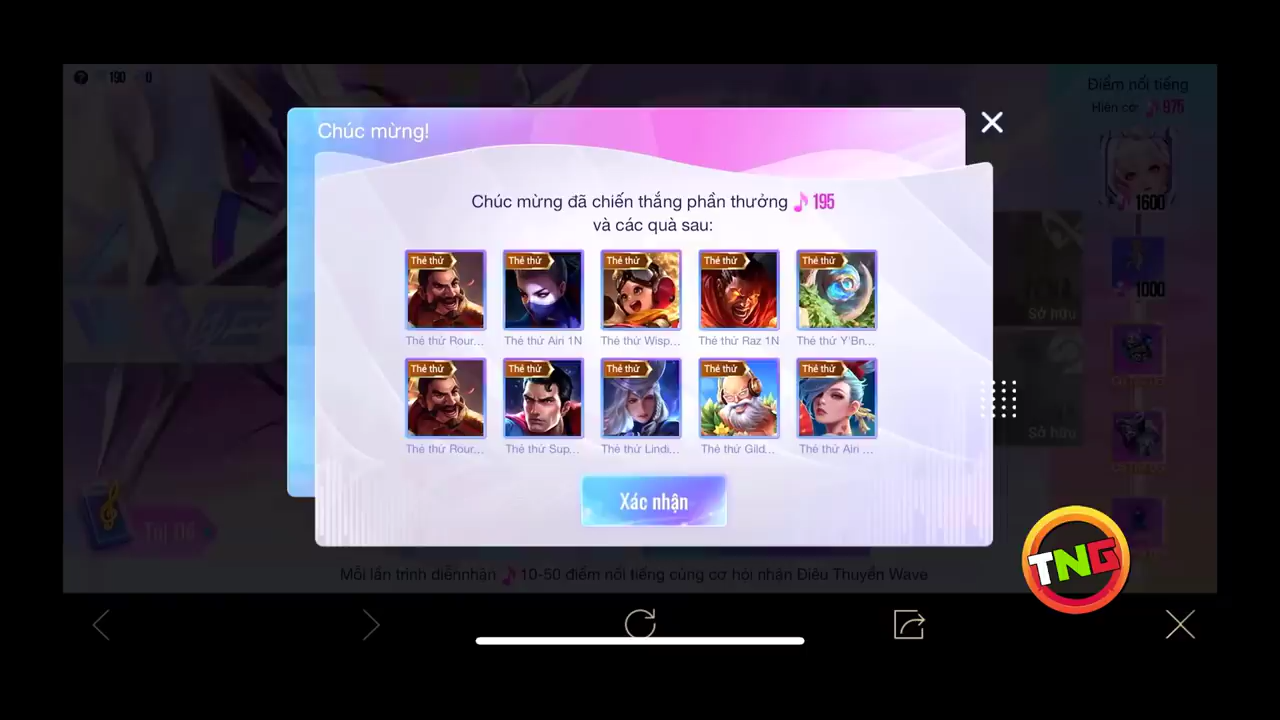 190 0
Điểm nổi tiếng
Hiện có: 975
Chúc mừng!
Chúc mừng đã chiến thắng phần thưởng 195
và các quà sau:
1600
1000
Thẻ thử Thẻ thử Thẻ thử Thẻ thử Thẻ thử
Thẻ thử Rour... Thẻ thử Airi 1N Thẻ thử Wisp... Thẻ thử Raz 1N Thẻ thử Y'Bn...
Sở hữu
Thẻ thử Thẻ thử Thẻ thử Thẻ thử Thẻ thử
Thẻ thử Rour... Thẻ thử Sup... Thẻ thử Lindi... Thẻ thử Gild... Thẻ thử Airi ...
Sở hữu
Xác nhận
Mỗi lần trình diễn nhận 10-50 điểm nổi tiếng cùng cơ hội nhận Điêu Thuyền Wave
TNG